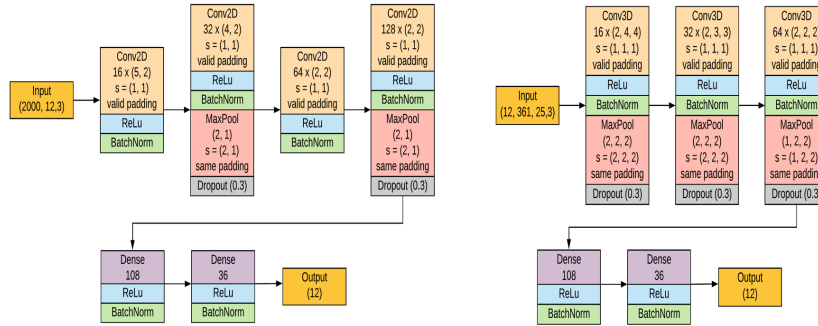 Input
(2000, 12,3)
Conv2D
16 x (5, 2)
s = (1, 1)
valid padding
ReLu
BatchNorm
Conv2D
32 x (4, 2)
s = (1, 1)
valid padding
ReLu
BatchNorm
MaxPool
(2, 1)
s = (2, 1)
same padding
Dropout (0.3)
Conv2D
64 x (2, 2)
s = (1, 1)
valid padding
ReLu
BatchNorm
Conv2D
128 x (2, 2)
s = (1, 1)
valid padding
ReLu
BatchNorm
MaxPool
(2, 1)
s = (2, 1)
same padding
Dropout (0.3)
Dense
108
ReLu
BatchNorm
Dense
36
ReLu
BatchNorm
Output
(12)
Input
(12, 361, 25,3)
Conv3D
16 x (2, 4, 4)
s = (1, 1, 1)
valid padding
ReLu
BatchNorm
MaxPool
(2, 2, 2)
s = (2, 2, 2)
same padding
Dropout (0.3)
Conv3D
32 x (2, 3, 3)
s = (1, 1, 1)
valid padding
ReLu
BatchNorm
MaxPool
(2, 2, 2)
s = (2, 2, 2)
same padding
Dropout (0.3)
Conv3D
64 x (2, 2, 2)
s = (1, 1, 1)
valid padding
ReLu
BatchNorm
MaxPool
(1, 2, 2)
s = (1, 2, 2)
same padding
Dropout (0.3)
Dense
108
ReLu
BatchNorm
Dense
36
ReLu
BatchNorm
Output
(12)